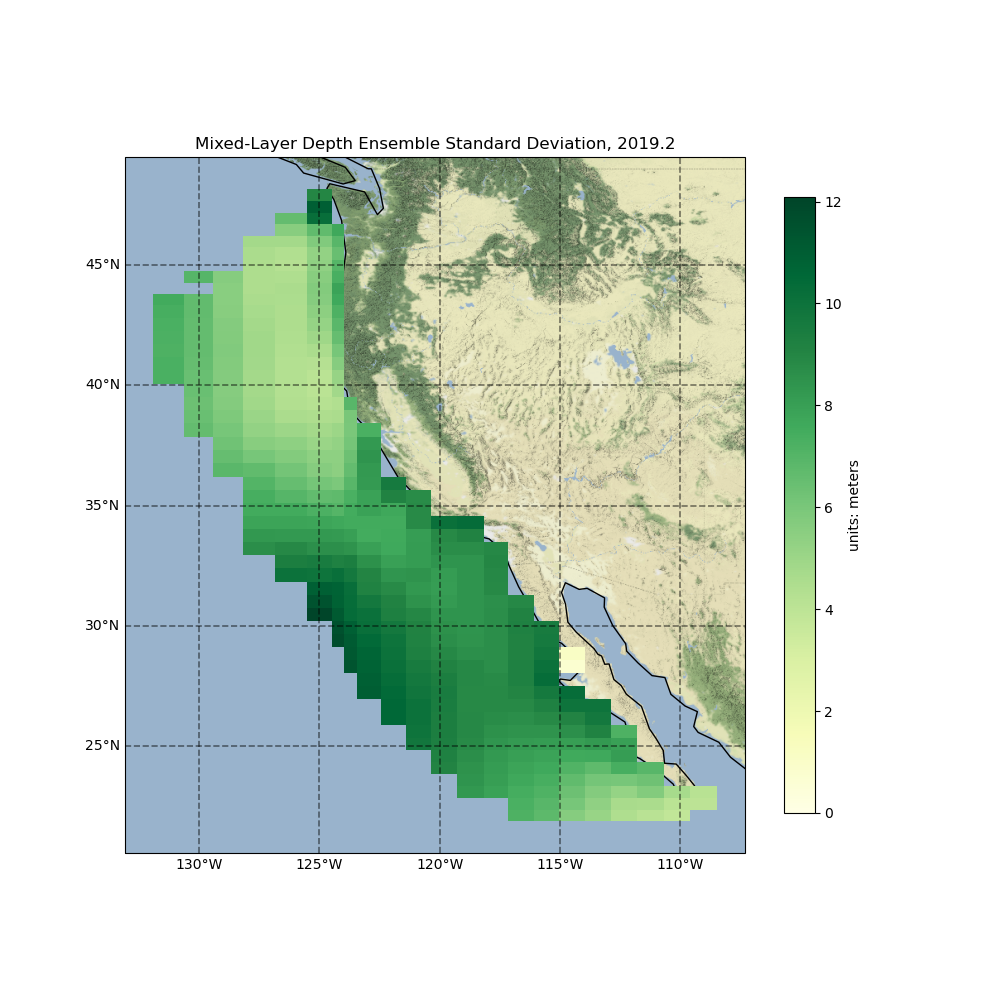 Mixed-Layer Depth Ensemble Standard Deviation, 2019.2
45°N
40°N
35°N
30°N
25°N
130°W
125°W
120°W
115°W
110°W
12
10
8
6
4
2
0
units: meters